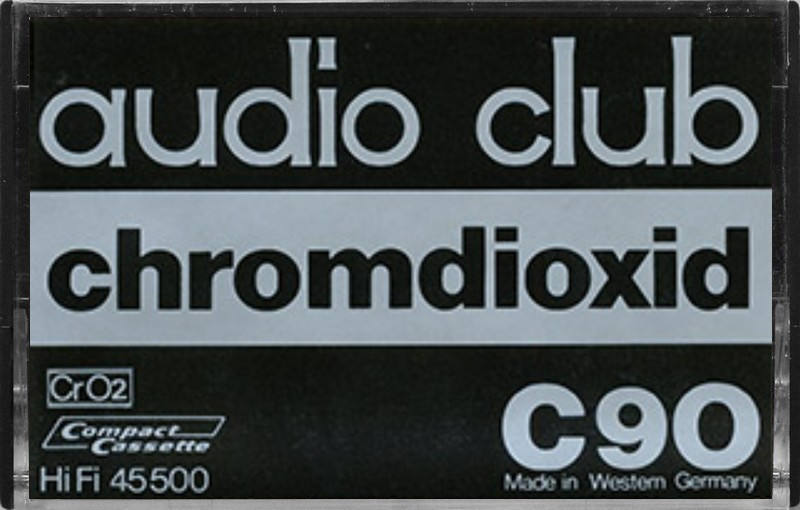 audio club
chromdioxid
CrO2
Compact
Cassette
HiFi 45500
C90
Made in Western Germany